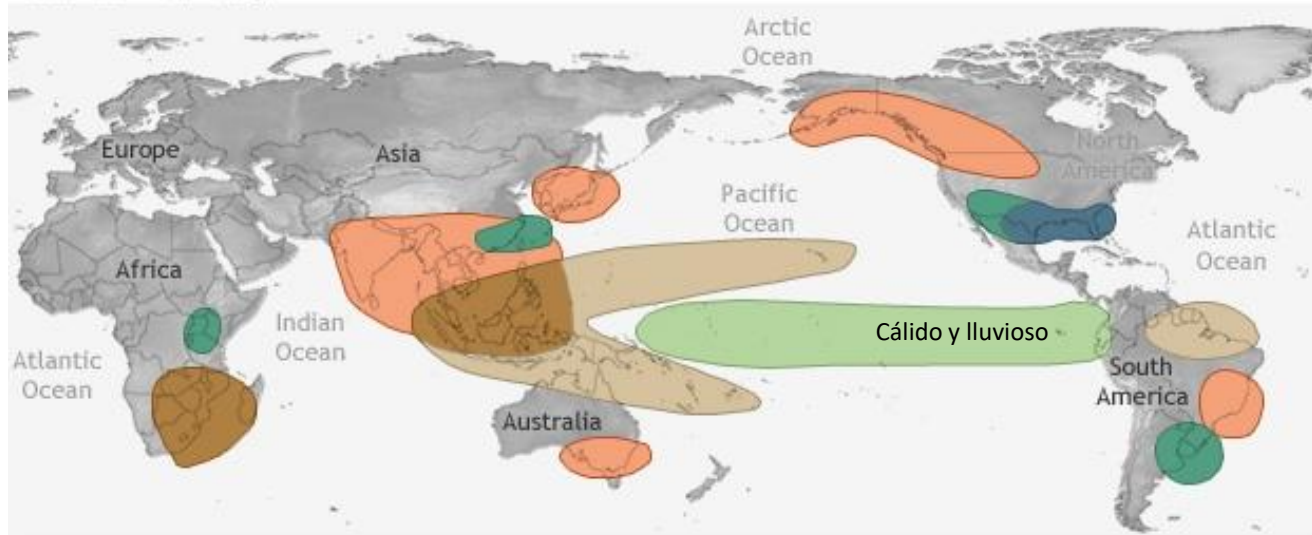 Arctic
Ocean
Europe
Asia
North
America
Pacific
Ocean
Atlantic
Ocean
Africa
Indian
Ocean
Cálido y lluvioso
Atlantic
Ocean
South
America
Australia